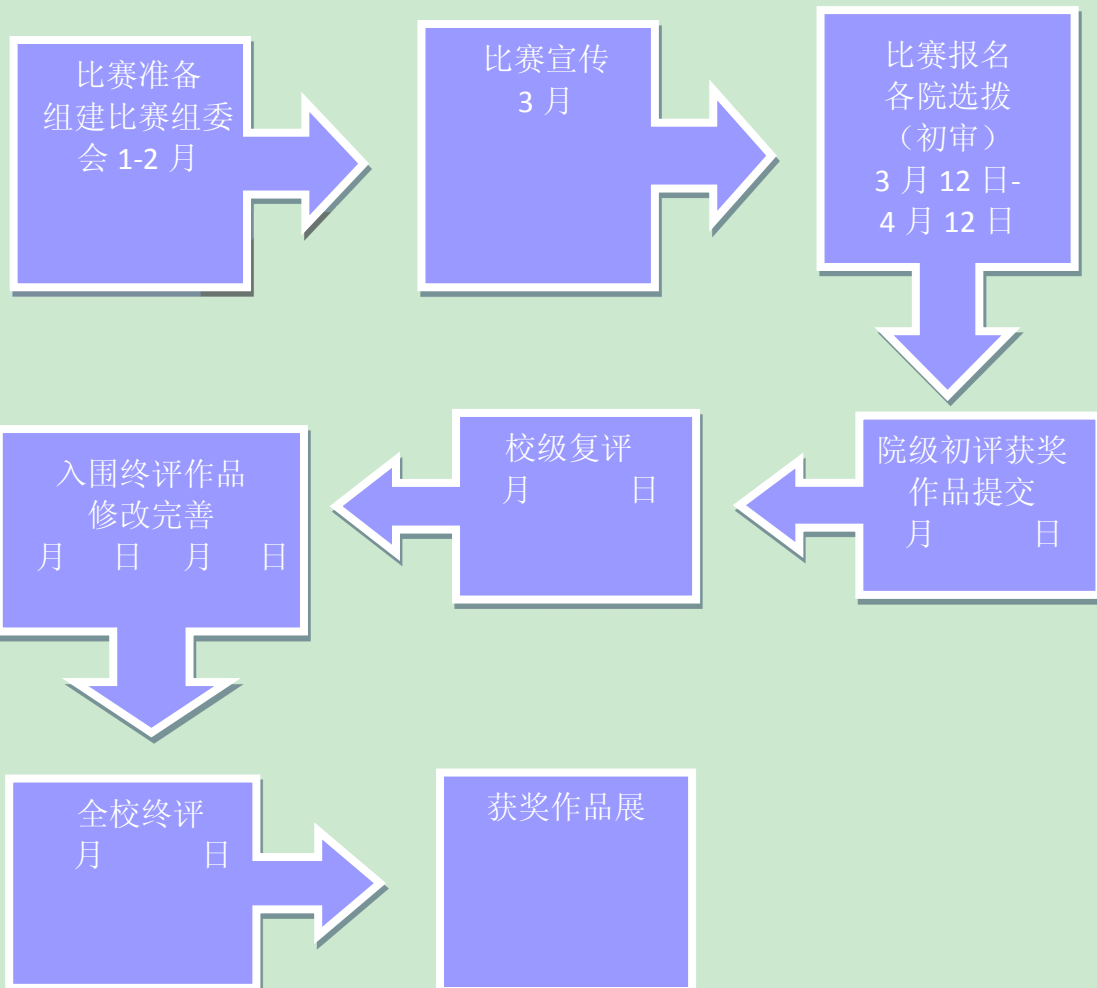 比赛准备
组建比赛组委
会 1-2 月
比赛宣传
3 月
比赛报名
各院选拨
（初审）
3 月 12 日-
4 月 12 日
院级初评获奖
作品提交
月 日
校级复评
月 日
入围终评作品
修改完善
月 日 月 日
全校终评
月 日
获奖作品展